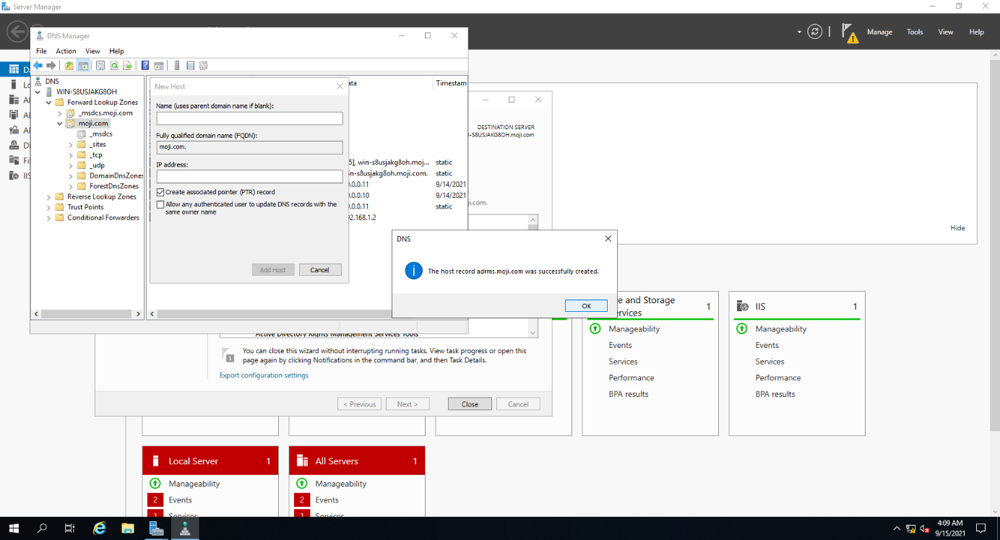 Server Manager
Manage
Tools
View
Help
DNS Manager
File
Action
View
Help
DNS
WIN-S8USJAKG8OH
Forward Lookup Zones
_msdcs.moji.com
moji.com
_msdcs
_sites
_tcp
_udp
DomainDnsZones
ForestDnsZones
Reverse Lookup Zones
Trust Points
Conditional Forwarders
New Host
Name (uses parent domain name if blank):
Fully qualified domain name (FQDN):
moji.com.
IP address:
Create associated pointer (PTR) record
Allow any authenticated user to update DNS records with the
same owner name
Add Host
Cancel
ata
Timestam
5], win-s8usjakg8oh.moj...
static
in-s8usjakg8oh.moji.com.
static
0.0.0.11
9/14/2021
0.0.0.10
9/14/2021
0.0.0.11
static
02.168.1.2
DESTINATION SERVER
-S8USJAKG8OH.moji.com
ji.com.
Hide
DNS
The host record adrms.moji.com was successfully created.
OK
Active Directory Rights Management Services Tools
1
You can close this wizard without interrupting running tasks. View task progress or open this
page again by clicking Notifications in the command bar, and then Task Details.
Export configuration settings
< Previous
Next >
Close
Cancel
e and Storage
ervices
1
Manageability
Events
Services
Performance
BPA results
IIS
1
Manageability
Events
Services
Performance
BPA results
Local Server
1
Manageability
2
Events
1
Services
All Servers
1
Manageability
2
Events
1
Services
4:09 AM
9/15/2021